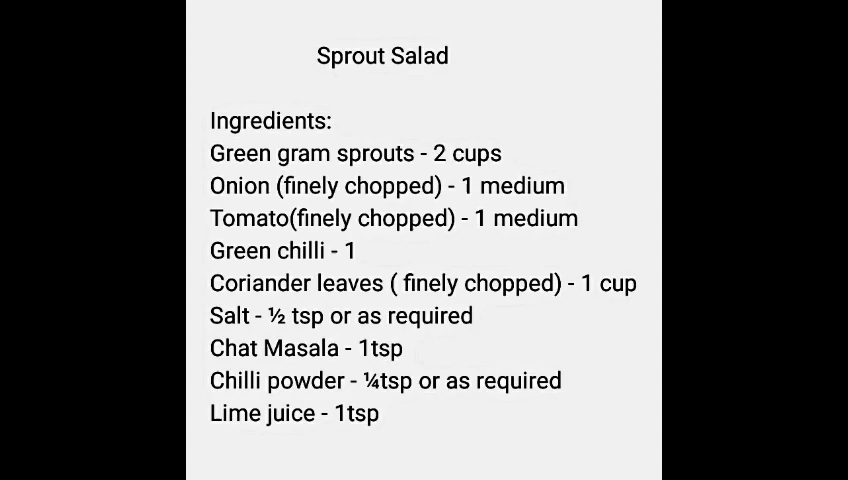 Sprout Salad
Ingredients:
Green gram sprouts - 2 cups
Onion (finely chopped) - 1 medium
Tomato(finely chopped) - 1 medium
Green chilli - 1
Coriander leaves ( finely chopped) - 1 cup
Salt - ½ tsp or as required
Chat Masala - 1tsp
Chilli powder - ¼tsp or as required
Lime juice - 1tsp